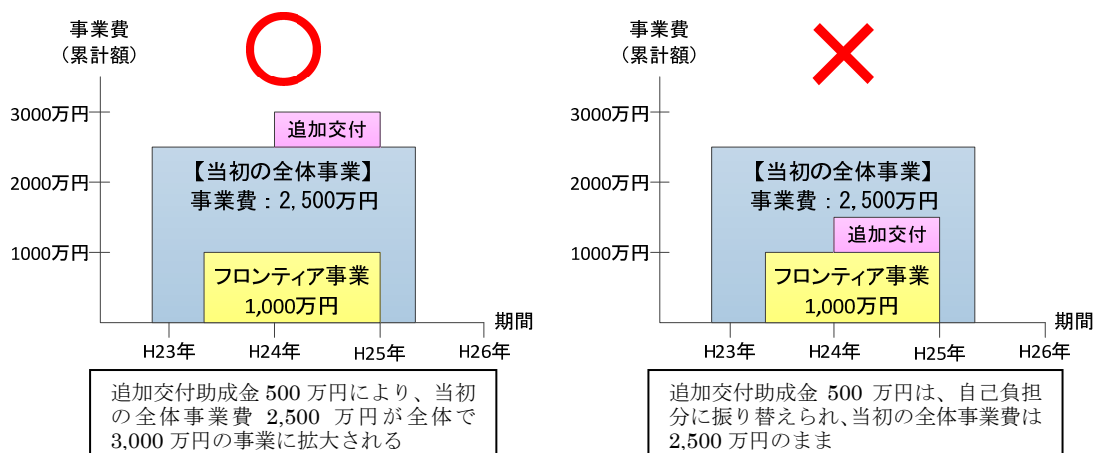 事業費
（累計額）
3000万円
2000万円
1000万円
追加交付
【当初の全体事業】
事業費：2,500万円
フロンティア事業
1,000万円
期間
H23年 H24年 H25年 H26年
追加交付助成金 500 万円により、当初
の全体事業費 2,500 万円が全体で
3,000 万円の事業に拡大される
事業費
（累計額）
3000万円
2000万円
1000万円
【当初の全体事業】
事業費：2,500万円
追加交付
フロンティア事業
1,000万円
期間
H23年 H24年 H25年 H26年
追加交付助成金 500 万円は、自己負担
分に振り替えられ、当初の全体事業費は
2,500 万円のまま